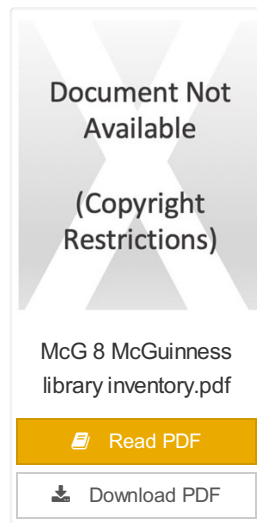 Document Not
Available
(Copyright
Restrictions)
McG 8 McGuinness
library inventory.pdf
Read PDF
Download PDF